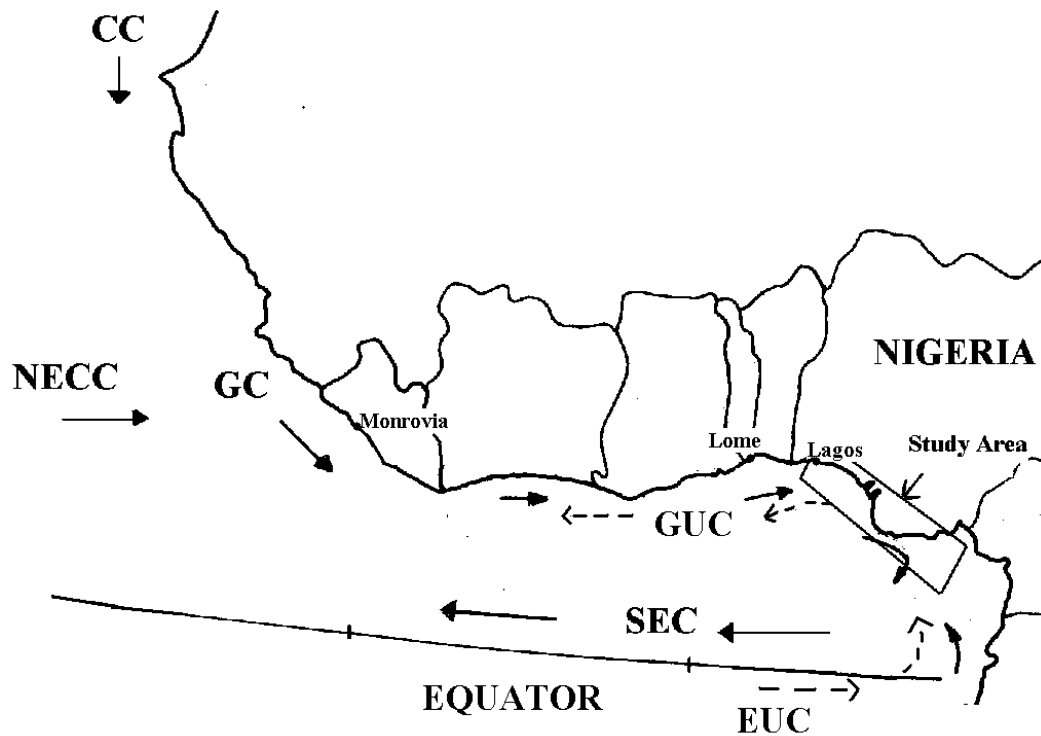 CC
NIGERIA
NECC
GC
Monrovia
Lome
Lagos
Study Area
GUC
SEC
EQUATOR
EUC